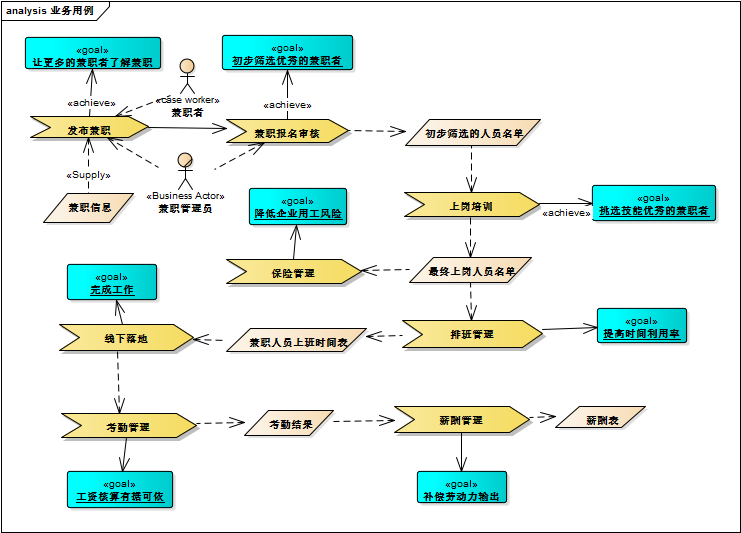 analysis 业务用例
«goal»
让更多的兼职者了解兼职
«goal»
初步筛选优秀的兼职者
«achieve»
«case worker»
兼职者
«achieve»
发布兼职
兼职报名审核
初步筛选的人员名单
«Supply»
«Business Actor»
兼职管理员
兼职信息
«goal»
降低企业用工风险
上岗培训
«achieve»
«goal»
挑选技能优秀的兼职者
保险管理
最终上岗人员名单
«goal»
完成工作
线下落地
兼职人员上班时间表
排班管理
«goal»
提高时间利用率
考勤管理
考勤结果
薪酬管理
薪酬表
«goal»
工资核算有据可依
«goal»
补偿劳动力输出